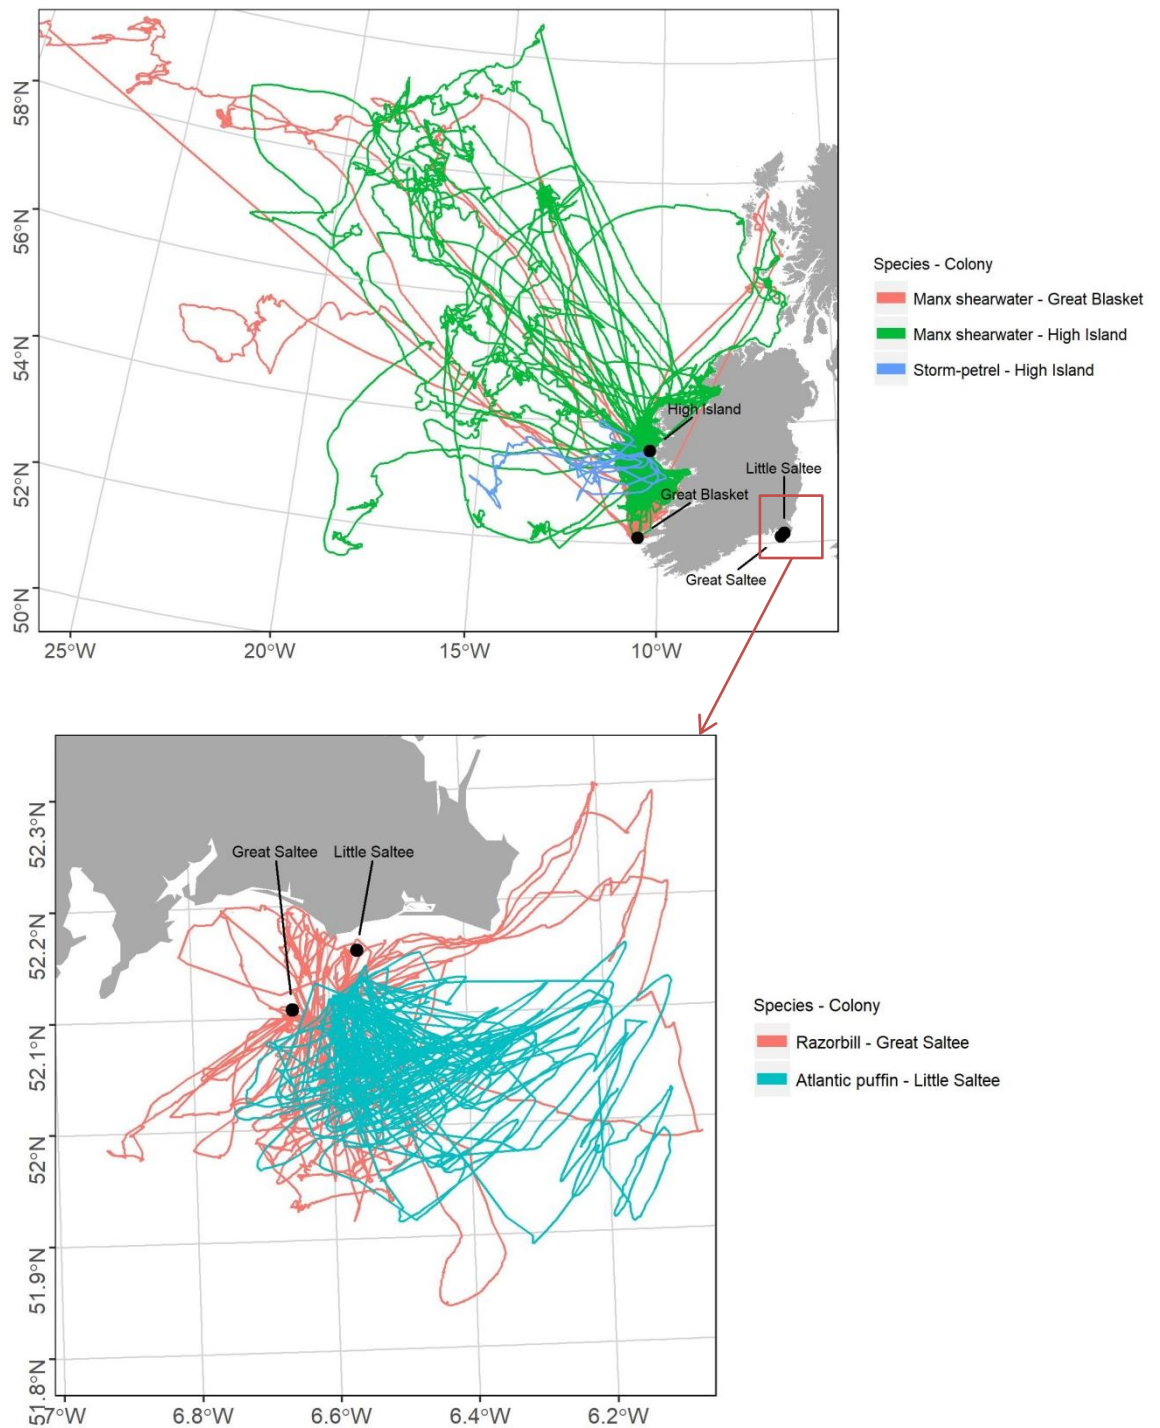 58°N
56°N
54°N
52°N
50°N
25°W
20°W
15°W
10°W
High Island
Little Saltee
Great Blasket
Great Saltee
Species - Colony
Manx shearwater - Great Blasket
Manx shearwater - High Island
Storm-petrel - High Island
52.3°N
52.2°N
52.1°N
52°N
51.9°N
51.8°N
7°W
6.8°W
6.6°W
6.4°W
6.2°W
Great Saltee
Little Saltee
Species - Colony
Razorbill - Great Saltee
Atlantic puffin - Little Saltee